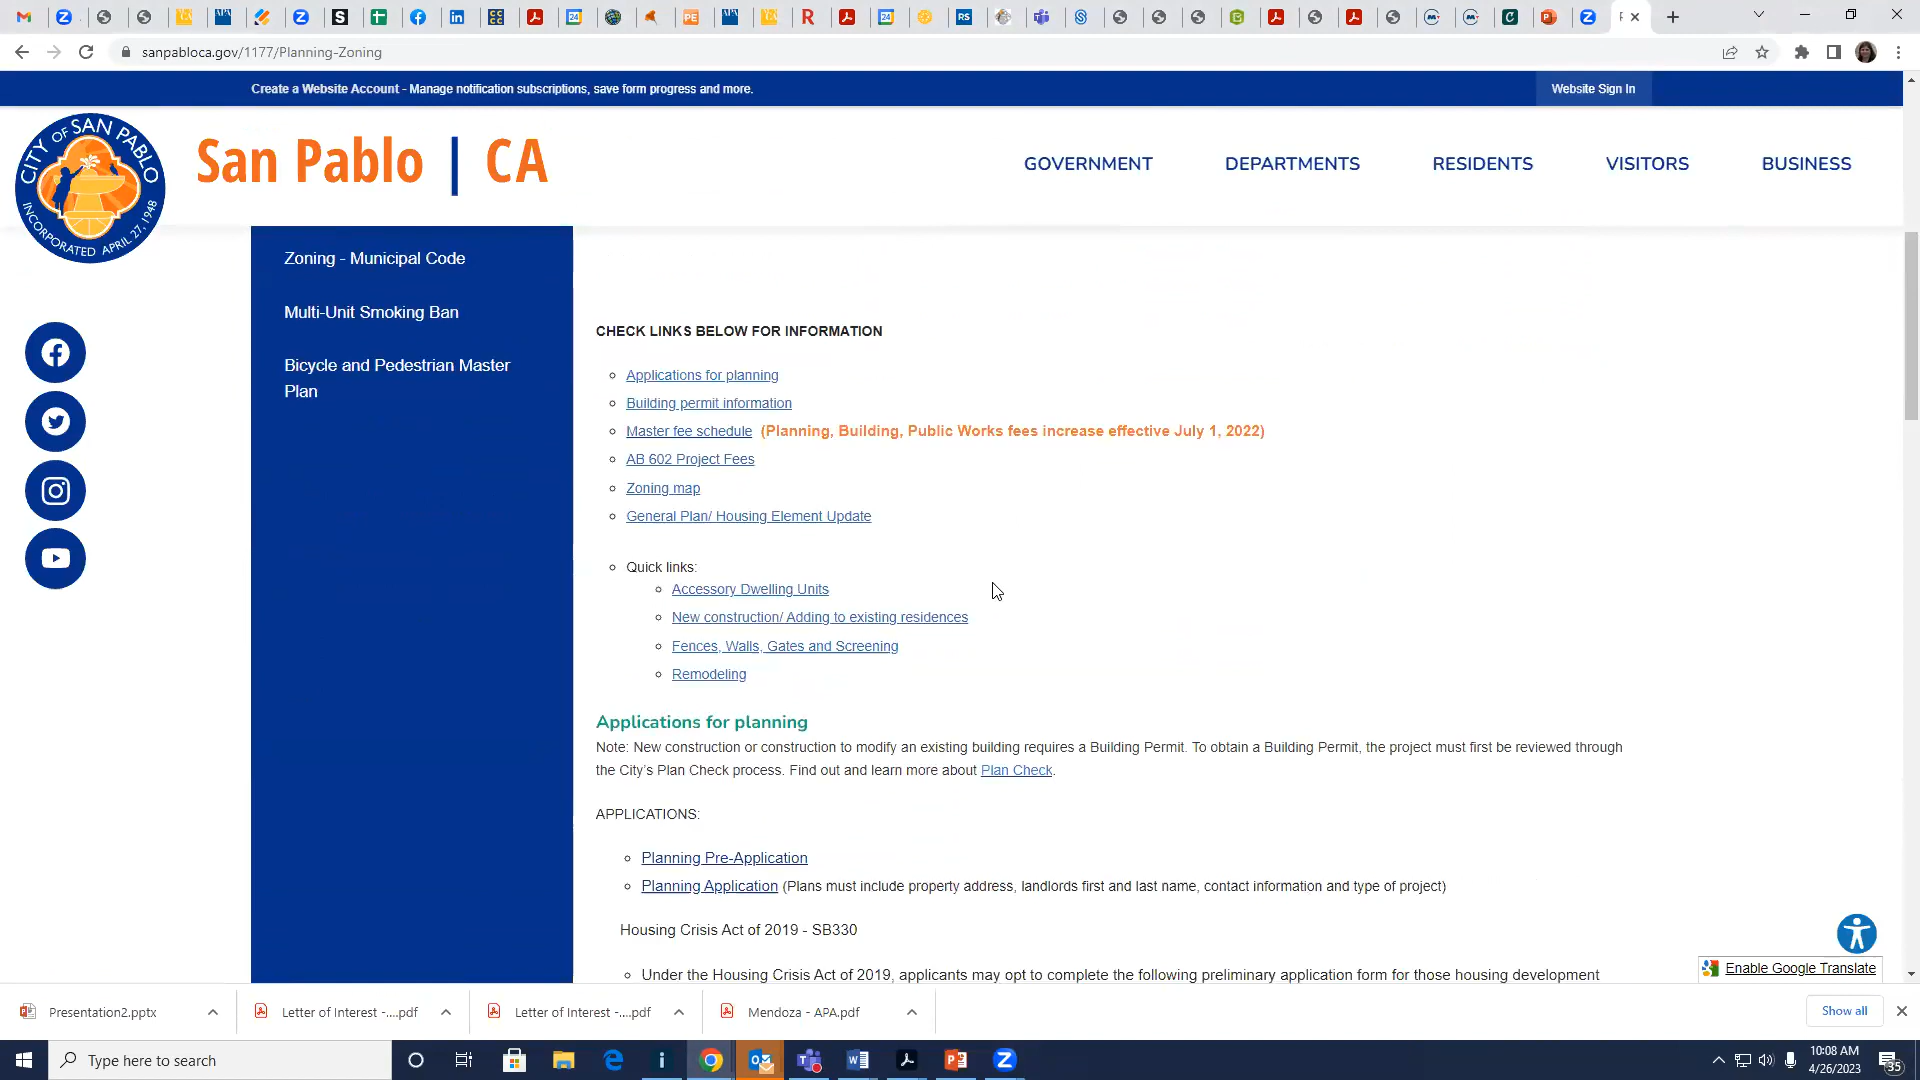 sanpabloca.gov/1177/Planning-Zoning
Create a Website Account - Manage notification subscriptions, save form progress and more.
Website Sign In
CITY OF SAN PABLO
INCORPORATED APRIL 27, 1948
San Pablo | CA
GOVERNMENT
DEPARTMENTS
RESIDENTS
VISITORS
BUSINESS
Zoning - Municipal Code
Multi-Unit Smoking Ban
Bicycle and Pedestrian Master
Plan
CHECK LINKS BELOW FOR INFORMATION
Applications for planning
Building permit information
Master fee schedule (Planning, Building, Public Works fees increase effective July 1, 2022)
AB 602 Project Fees
Zoning map
General Plan/ Housing Element Update
Quick links:
Accessory Dwelling Units
New construction/ Adding to existing residences
Fences, Walls, Gates and Screening
Remodeling
Applications for planning
Note: New construction or construction to modify an existing building requires a Building Permit. To obtain a Building Permit, the project must first be reviewed through
the City's Plan Check process. Find out and learn more about Plan Check.
APPLICATIONS:
Planning Pre-Application
Planning Application (Plans must include property address, landlords first and last name, contact information and type of project)
Housing Crisis Act of 2019 - SB330
Under the Housing Crisis Act of 2019, applicants may opt to complete the following preliminary application form for those housing development
Enable Google Translate
Presentation2.pptx
Letter of Interest -....pdf
Letter of Interest -....pdf
Mendoza - APA.pdf
Show all
Type here to search
10:08 AM
4/26/2023
35